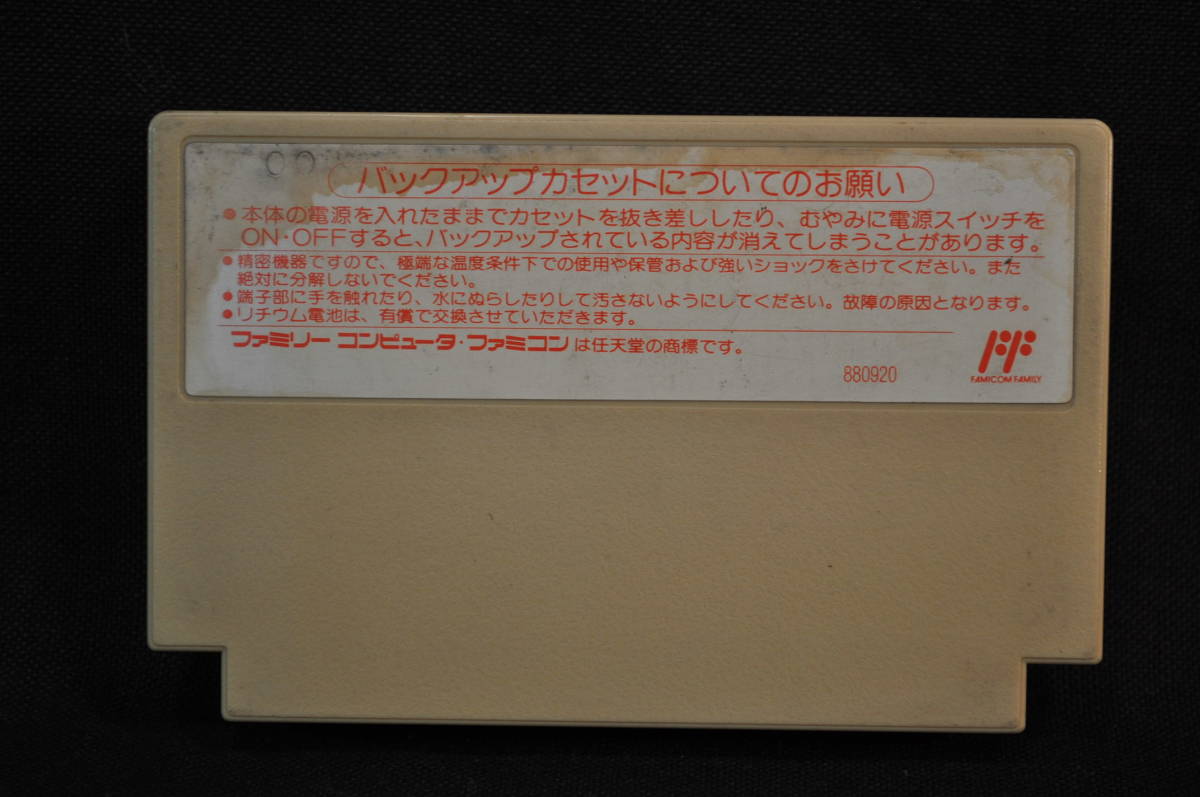 バックアップカセットについてのお願い
●本体の電源を入れたままでカセットを抜き差ししたり、むやみに電源スイッチを
ON・OFFすると、バックアップされている内容が消えてしまうことがあります。
●精密機器ですので、極端な温度条件下での使用や保管および強いショックをさけてください。また
絶対に分解しないでください。
●端子部に手を触れたり、水にぬらしたりして汚さないようにしてください。故障の原因となります。
●リチウム電池は、有償で交換させていただきます。
ファミリー コンピュータ・ファミコンは任天堂の商標です。
880920
FAMICOM FAMILY